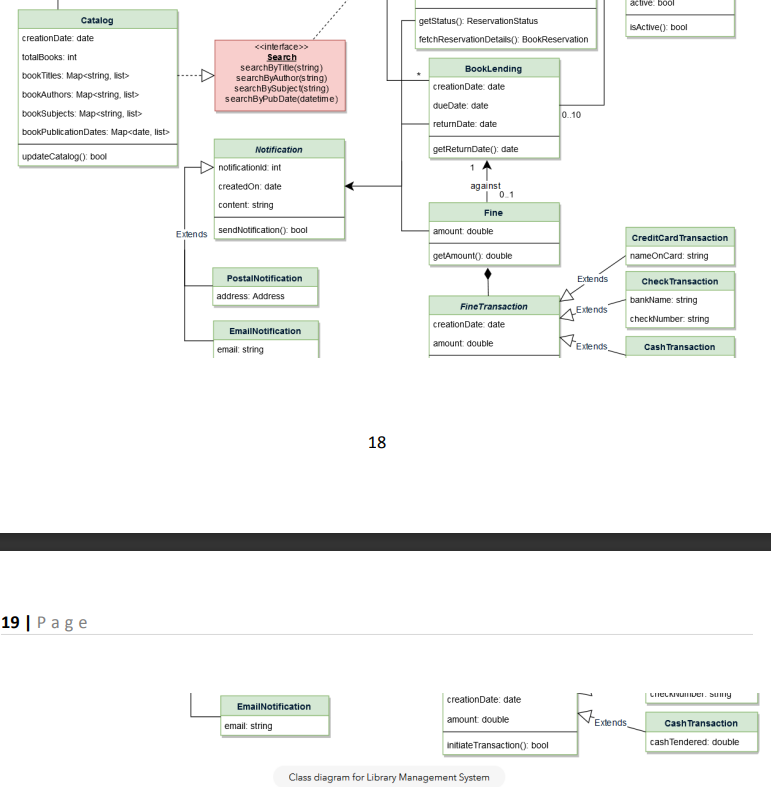 active: bool
isActive(): bool
getStatus(): ReservationStatus
fetchReservationDetails(): BookReservation
Catalog
creationDate: date
totalBooks: int
bookTitles: Map<string, list>
bookAuthors: Map<string, list>
bookSubjects: Map<string, list>
bookPublicationDates: Map<date, list>
updateCatalog(): bool
<<interface>>
Search
searchByTitle(string)
searchByAuthor(string)
searchBySubject(string)
searchByPubDate(datetime)
*
BookLending
creationDate: date
dueDate: date
returnDate: date
getReturnDate(): date
0..10
Notification
notificationId: int
createdOn: date
content: string
sendNotification(): bool
Extends
1
against
0..1
Fine
amount: double
getAmount(): double
PostalNotification
address: Address
EmailNotification
email: string
FineTransaction
creationDate: date
amount: double
Extends
Extends
Extends
CreditCardTransaction
nameOnCard: string
CheckTransaction
bankName: string
checkNumber: string
CashTransaction
18
19 | Page
EmailNotification
email: string
creationDate: date
amount: double
initiateTransaction(): bool
Extends
checkNumber: string
CashTransaction
cashTendered: double
Class diagram for Library Management System